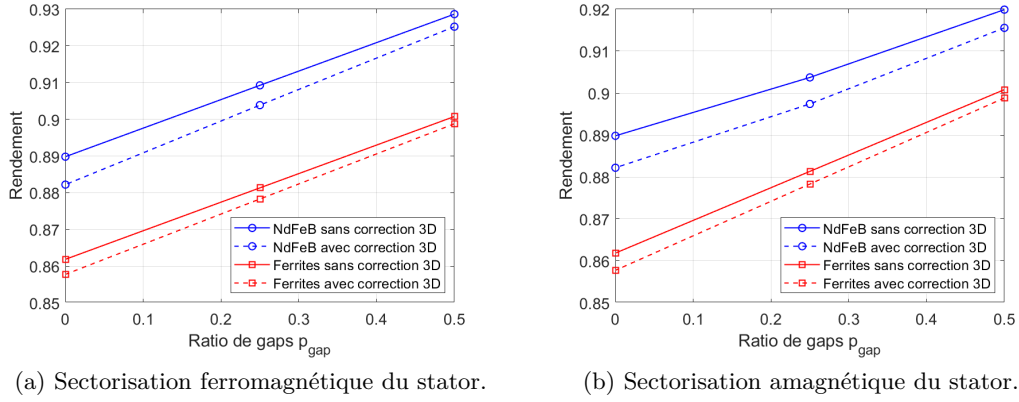 0.93
0.92
0.91
0.9
0.89
0.88
0.87
0.86
0.85
Rendement
0
0.1
0.2
0.3
0.4
0.5
Ratio de gaps p_gap
NdFeB sans correction 3D
NdFeB avec correction 3D
Ferrites sans correction 3D
Ferrites avec correction 3D
(a) Sectorisation ferromagnétique du stator.
0.92
0.91
0.9
0.89
0.88
0.87
0.86
0.85
Rendement
0
0.1
0.2
0.3
0.4
0.5
Ratio de gaps p_gap
NdFeB sans correction 3D
NdFeB avec correction 3D
Ferrites sans correction 3D
Ferrites avec correction 3D
(b) Sectorisation amagnétique du stator.